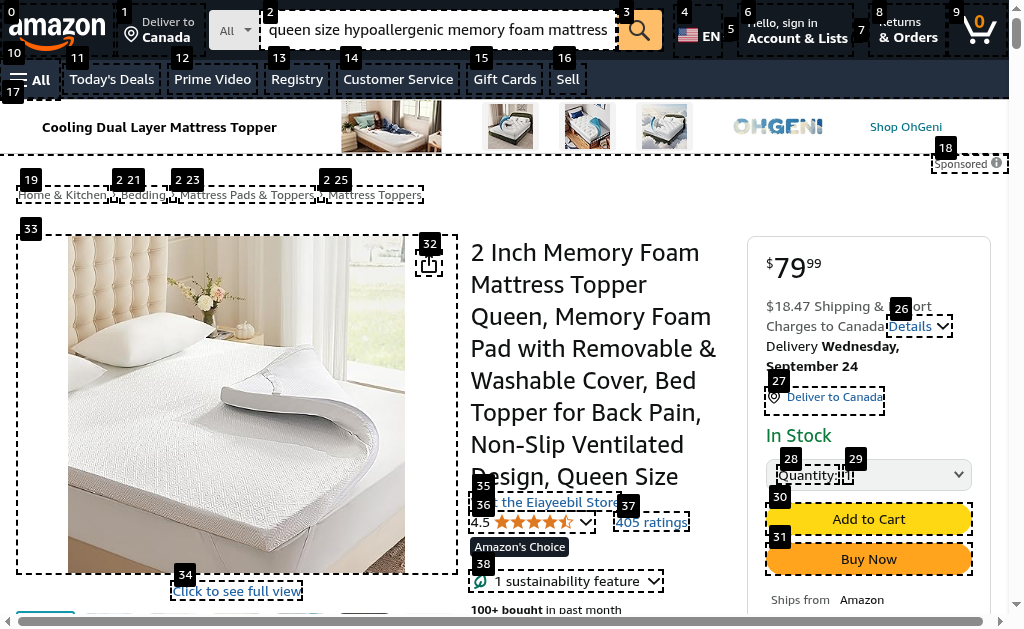 0
1
2
3
4
5
6
7
8
9
amazon
Deliver to
Canada
All
queen size hypoallergenic memory foam mattress
EN
Hello, sign in
Account & Lists
Returns
& Orders
0
10
11
12
13
14
15
16
All
Today's Deals
Prime Video
Registry
Customer Service
Gift Cards
Sell
17
Cooling Dual Layer Mattress Topper
OHGENI
Shop OhGeni
18
Sponsored
19
2 21
2 23
2 25
Home & Kitchen
Bedding
Mattress Pads & Toppers
Mattress Toppers
33
32
2 Inch Memory Foam
Mattress Topper
Queen, Memory Foam
Pad with Removable &
Washable Cover, Bed
Topper for Back Pain,
Non-Slip Ventilated
Design, Queen Size
35
Visit the Elayeebil Store
36
37
4.5
405 ratings
Amazon's Choice
38
1 sustainability feature
100+ bought in past month
34
Click to see full view
$79.99
$18.47 Shipping & Import
26
Charges to Canada
Details
Delivery Wednesday,
September 24
27
Deliver to Canada
In Stock
28
29
Quantity: 1
30
Add to Cart
31
Buy Now
Ships from
Amazon